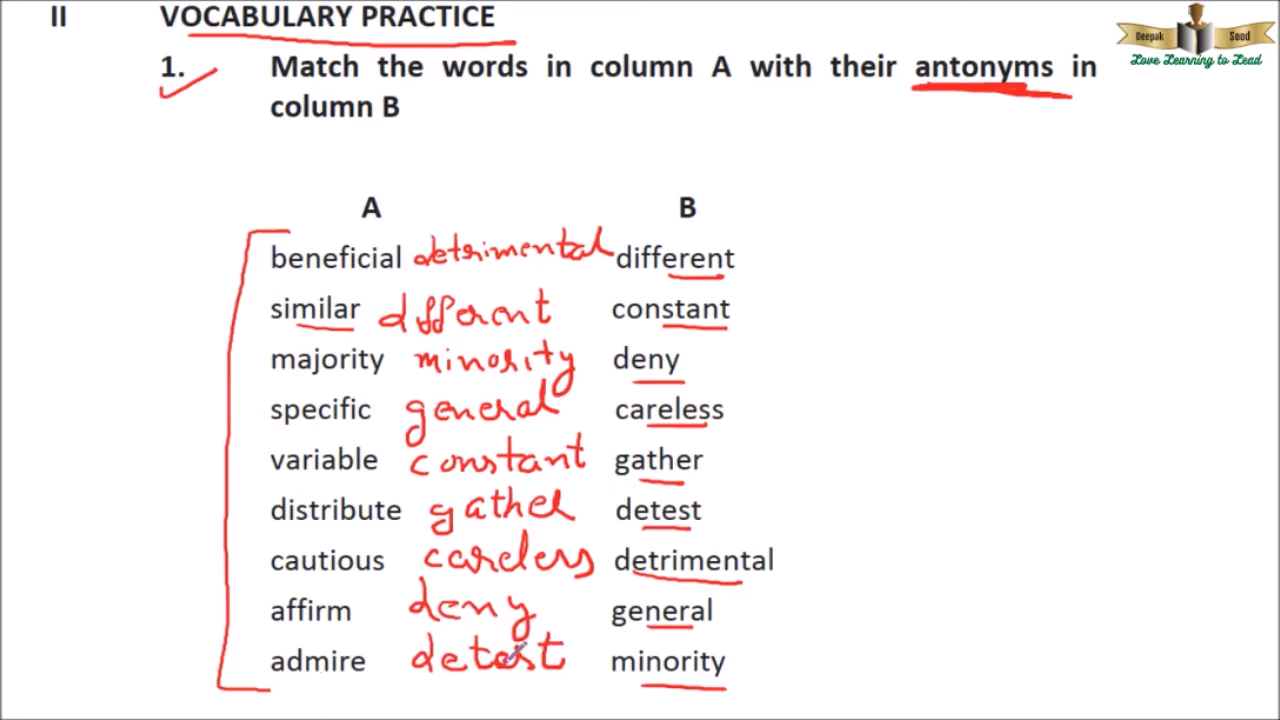 II VOCABULARY PRACTICE
Deepak Sood
Love Learning to Lead
1. Match the words in column A with their antonyms in
column B
A B
beneficial detrimental different
similar dfferent constant
majority minority deny
specific general careless
variable constant gather
distribute gather detest
cautious careless detrimental
affirm deny general
admire detest minority